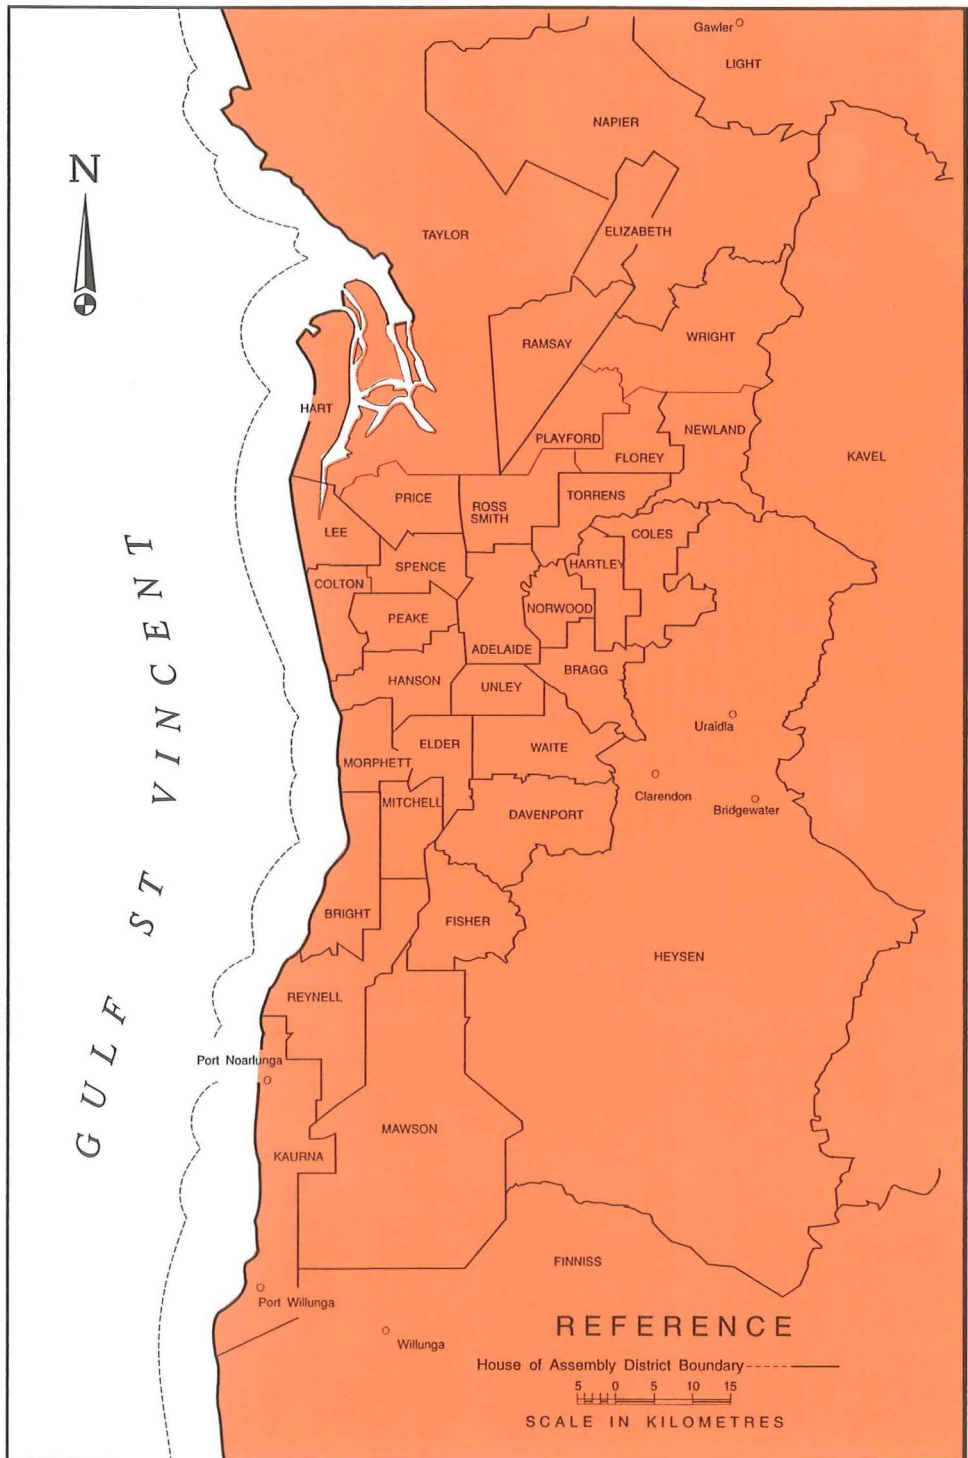 Gawler
LIGHT
NAPIER
N
TAYLOR
ELIZABETH
RAMSAY
WRIGHT
HART
PLAYFORD
NEWLAND
FLOREY
KAVEL
PRICE
ROSS
SMITH
TORRENS
LEE
COLES
SPENCE
HARTLEY
COLTON
NORWOOD
PEAKE
ADELAIDE
BRAGG
HANSON
UNLEY
Uraidla
ELDER
WAITE
MORPHETT
Clarendon
MITCHELL
Bridgewater
DAVENPORT
GULF ST VINCENT
BRIGHT
FISHER
HEYSEN
REYNELL
Port Noarlunga
MAWSON
KAURNA
FINNISS
Port Willunga
Willunga
REFERENCE
House of Assembly District Boundary
5 0 5 10 15
SCALE IN KILOMETRES